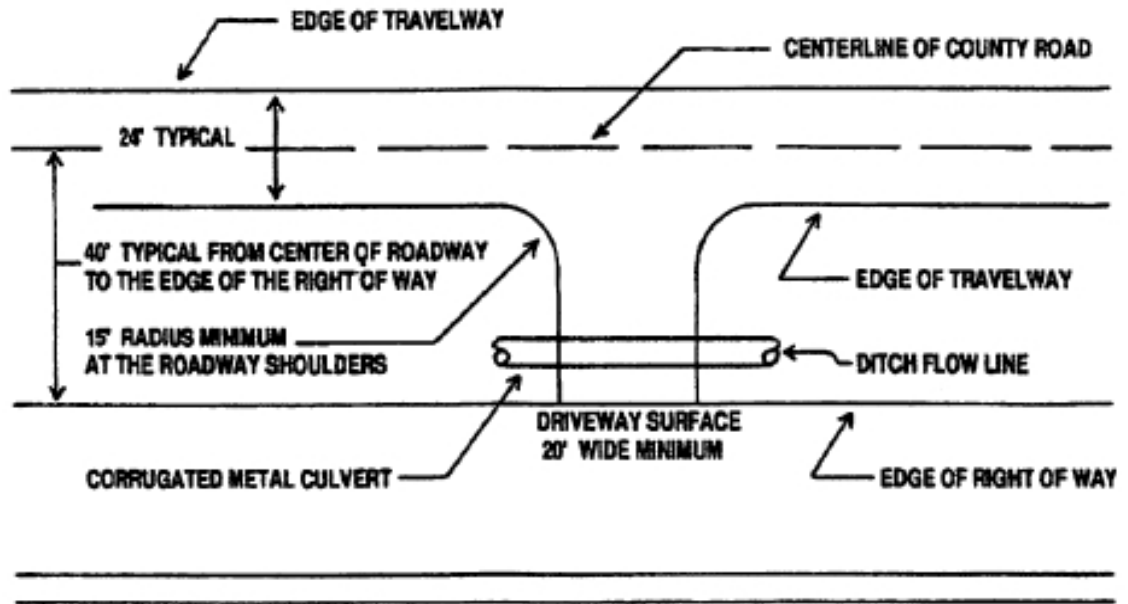 EDGE OF TRAVELWAY
CENTERLINE OF COUNTY ROAD
24' TYPICAL
40' TYPICAL FROM CENTER OF ROADWAY
TO THE EDGE OF THE RIGHT OF WAY
EDGE OF TRAVELWAY
15' RADIUS MINIMUM
AT THE ROADWAY SHOULDERS
DITCH FLOW LINE
DRIVEWAY SURFACE
20' WIDE MINIMUM
CORRUGATED METAL CULVERT
EDGE OF RIGHT OF WAY